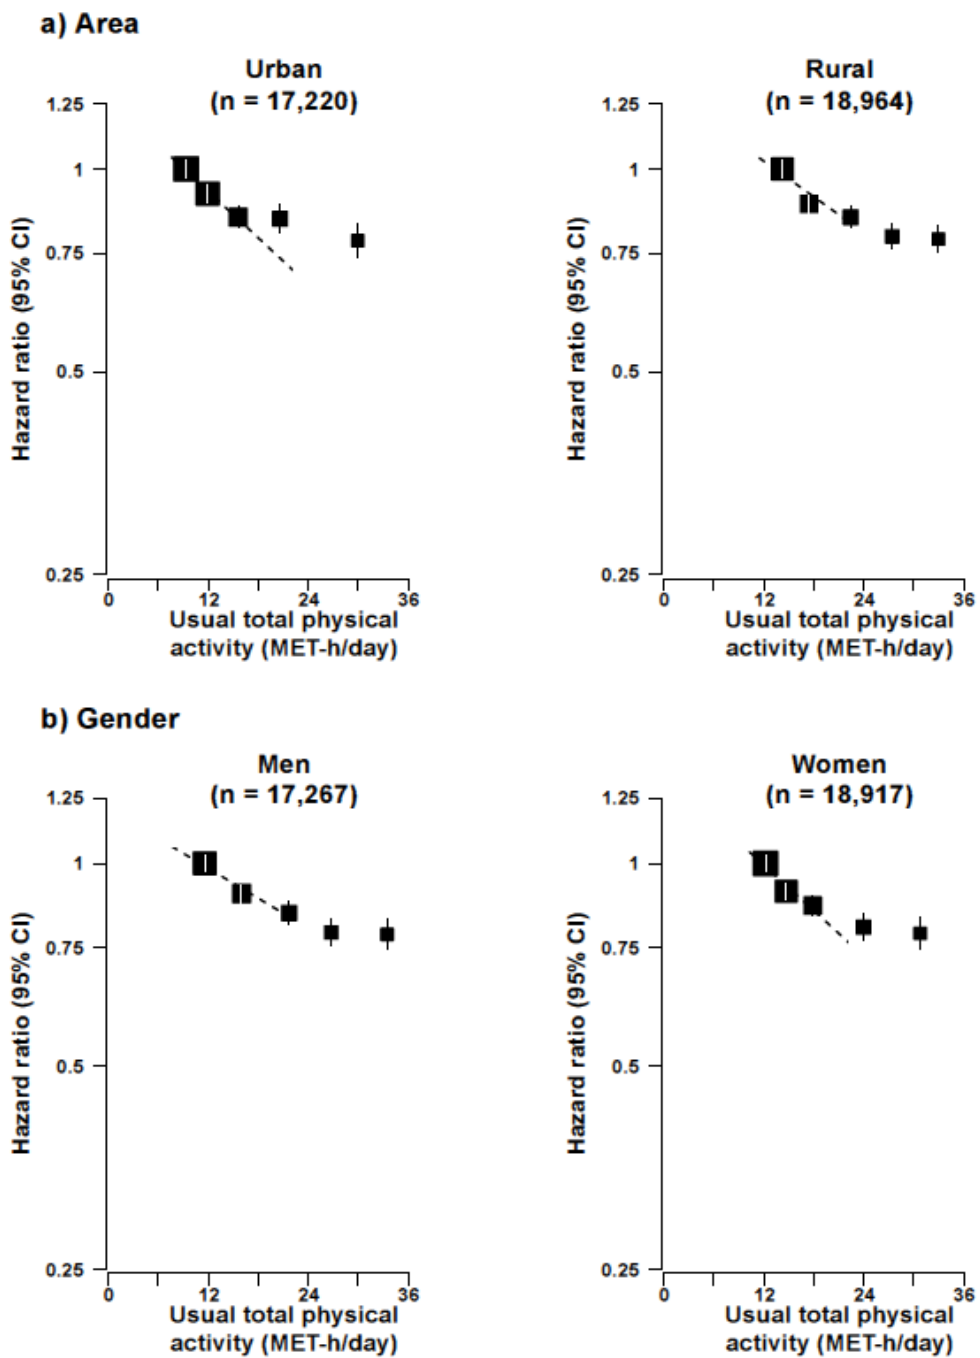 a) Area
Urban
(n = 17,220)
1.25
1
0.75
0.5
0.25
Hazard ratio (95% CI)
0 12 24 36
Usual total physical
activity (MET-h/day)
Rural
(n = 18,964)
1.25
1
0.75
0.5
0.25
Hazard ratio (95% CI)
0 12 24 36
Usual total physical
activity (MET-h/day)
b) Gender
Men
(n = 17,267)
1.25
1
0.75
0.5
0.25
Hazard ratio (95% CI)
0 12 24 36
Usual total physical
activity (MET-h/day)
Women
(n = 18,917)
1.25
1
0.75
0.5
0.25
Hazard ratio (95% CI)
0 12 24 36
Usual total physical
activity (MET-h/day)